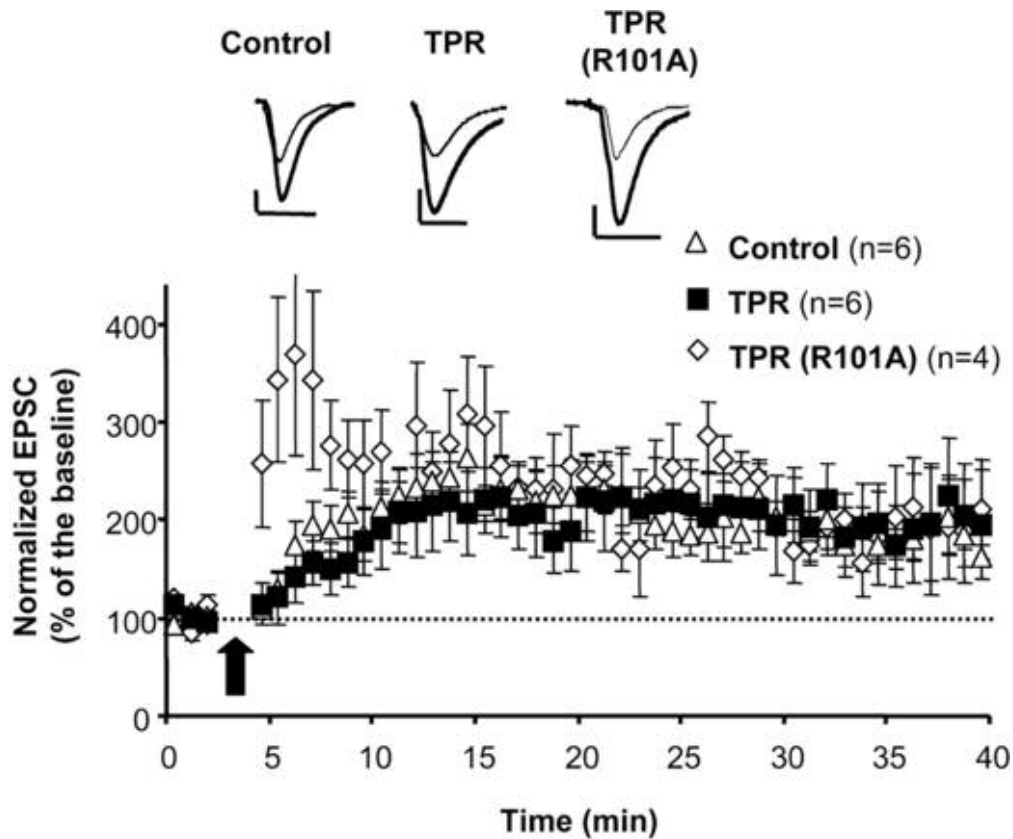 Control
TPR
TPR
(R101A)
Control (n=6)
TPR (n=6)
TPR (R101A) (n=4)
Normalized EPSC
(% of the baseline)
400
300
200
100
0
0 5 10 15 20 25 30 35 40
Time (min)